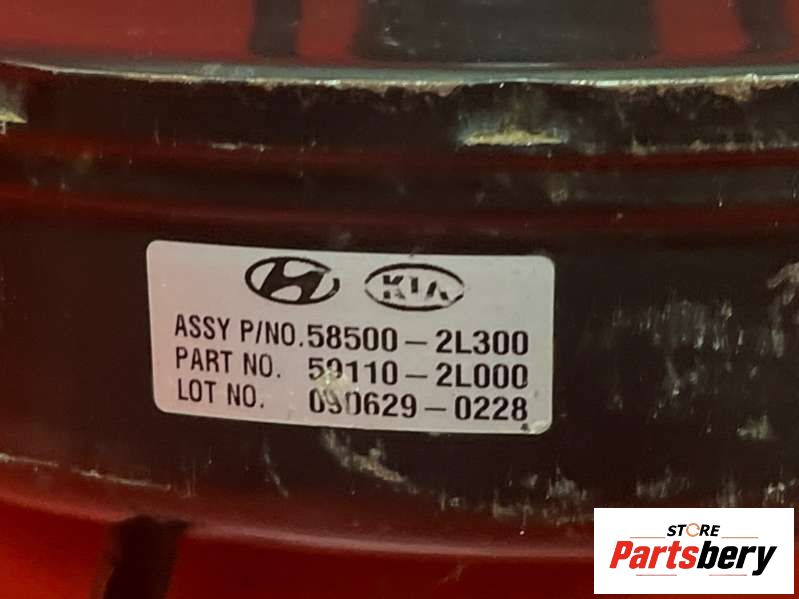 KIA
ASSY P/NO. 58500-2L300
PART NO. 59110-2L000
LOT NO. 090629-0228
STORE
Partsbery